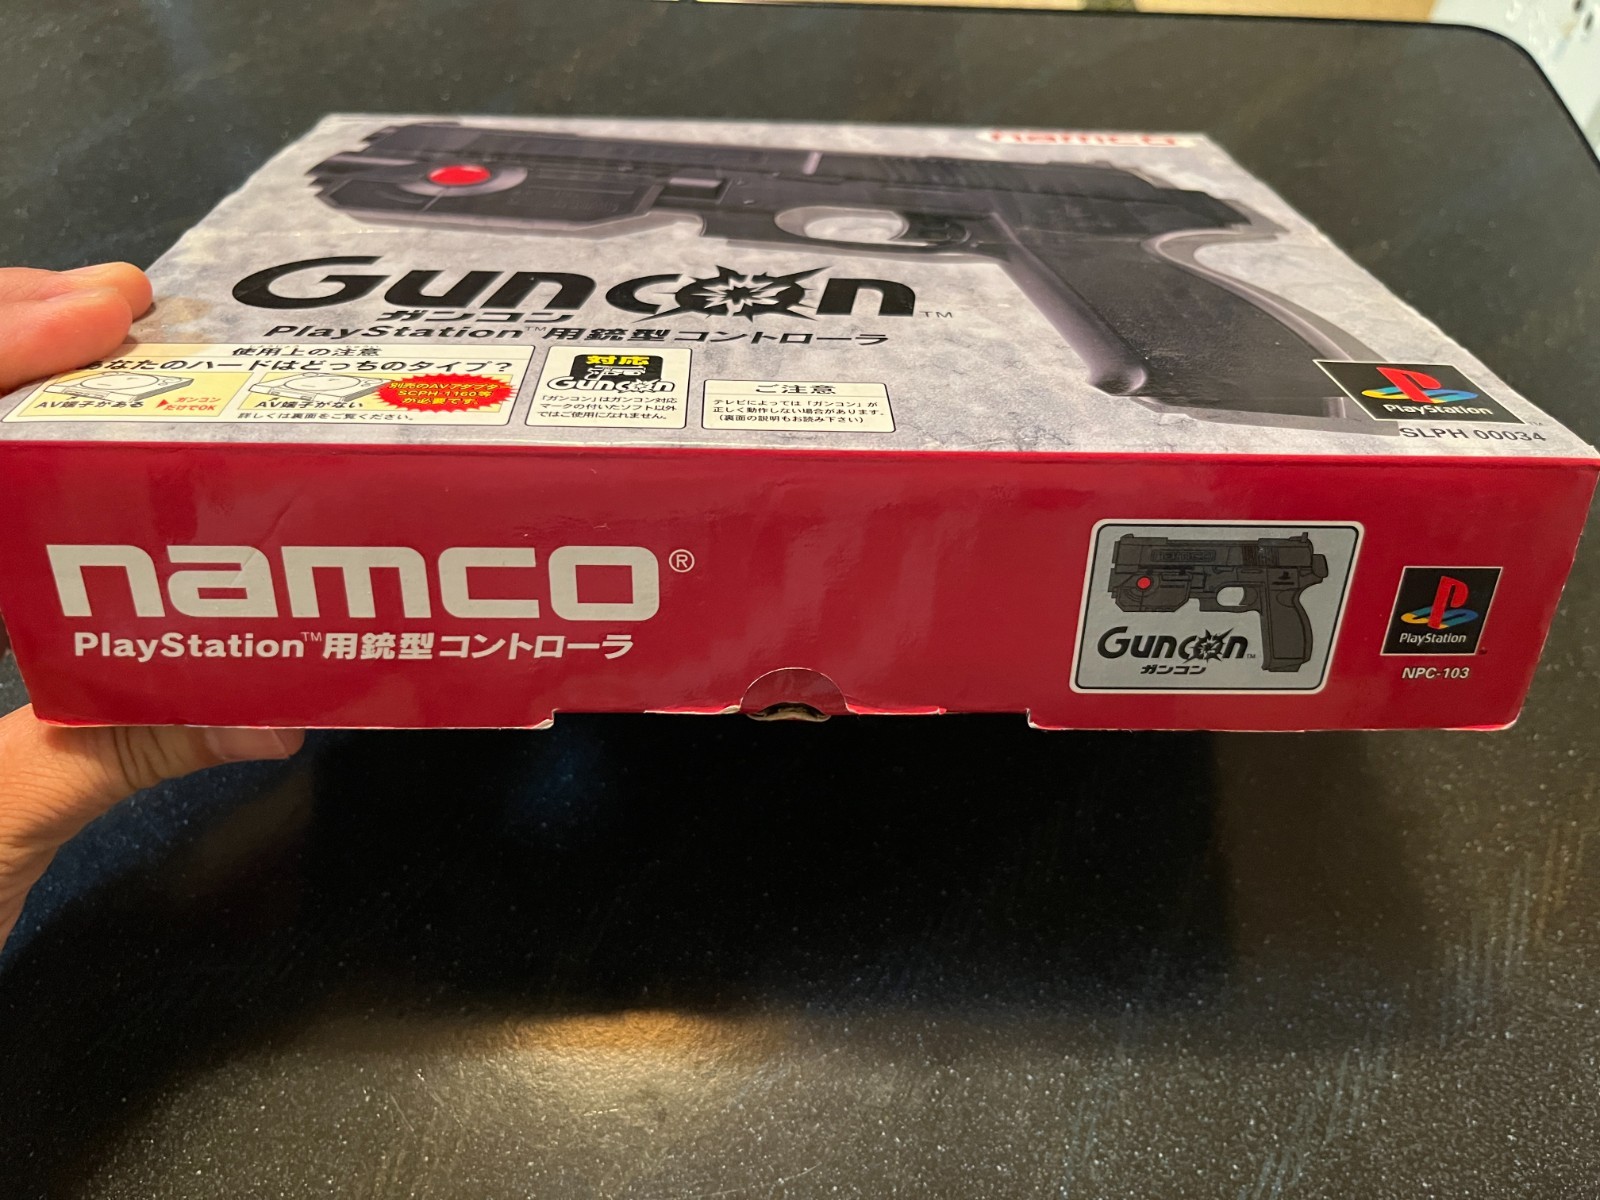 namco
Guncon™
ガンコン
PlayStation™用銃型コントローラ
使用上の注意
あなたのハードはどっちのタイプ?
AV端子がある
ガンコン
だけでOK
AV端子がない
別売のAVアダプタ
SCPH-1160等
が必要です。
詳しくは裏面をご覧ください。
対応
Guncon
「ガンコン」はガンコン対応
マークの付いたソフト以外
ではご使用になれません。
ご注意
テレビによっては「ガンコン」が
正しく動作しない場合があります。
(裏面の説明もお読み下さい)
PlayStation
SLPH 00034
namco®
PlayStation™用銃型コントローラ
Guncon™
ガンコン
PlayStation
NPC-103